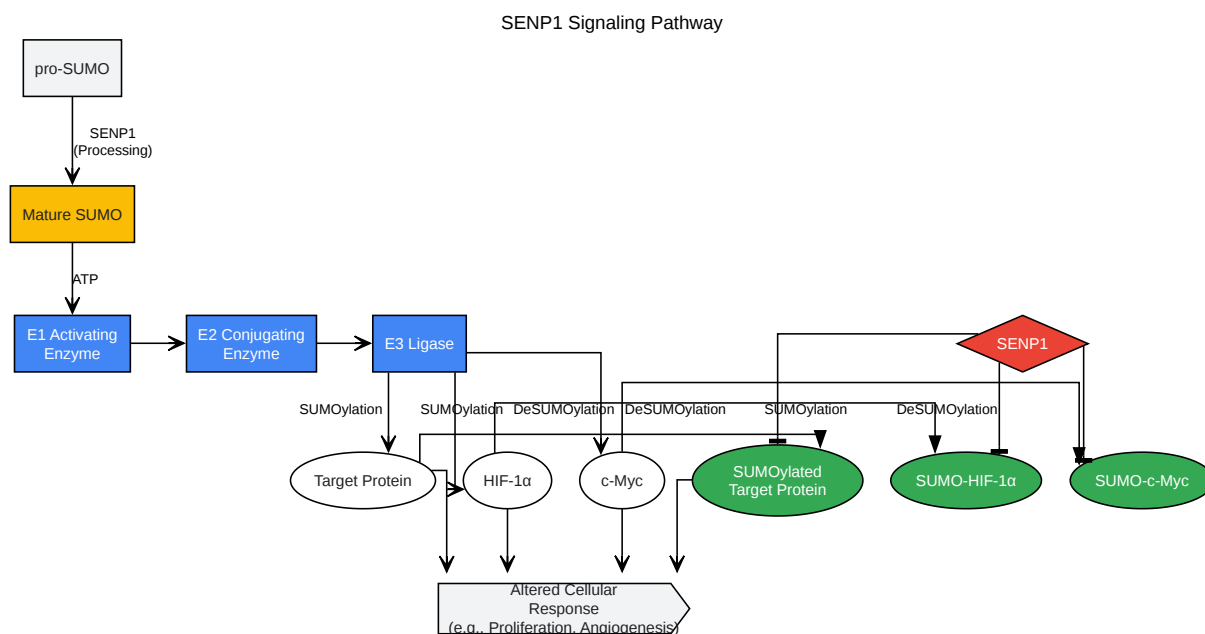 SENP1 Signaling Pathway
pro-SUMO
SENP1
(Processing)
Mature SUMO
ATP
E1 Activating
Enzyme
E2 Conjugating
Enzyme
E3 Ligase
SENP1
SUMOylation
SUMOylation
DeSUMOylation
DeSUMOylation
SUMOylation
DeSUMOylation
Target Protein
HIF-1α
c-Myc
SUMOylated
Target Protein
SUMO-HIF-1α
SUMO-c-Myc
Altered Cellular
Response
(e.g., Proliferation, Angiogenesis)